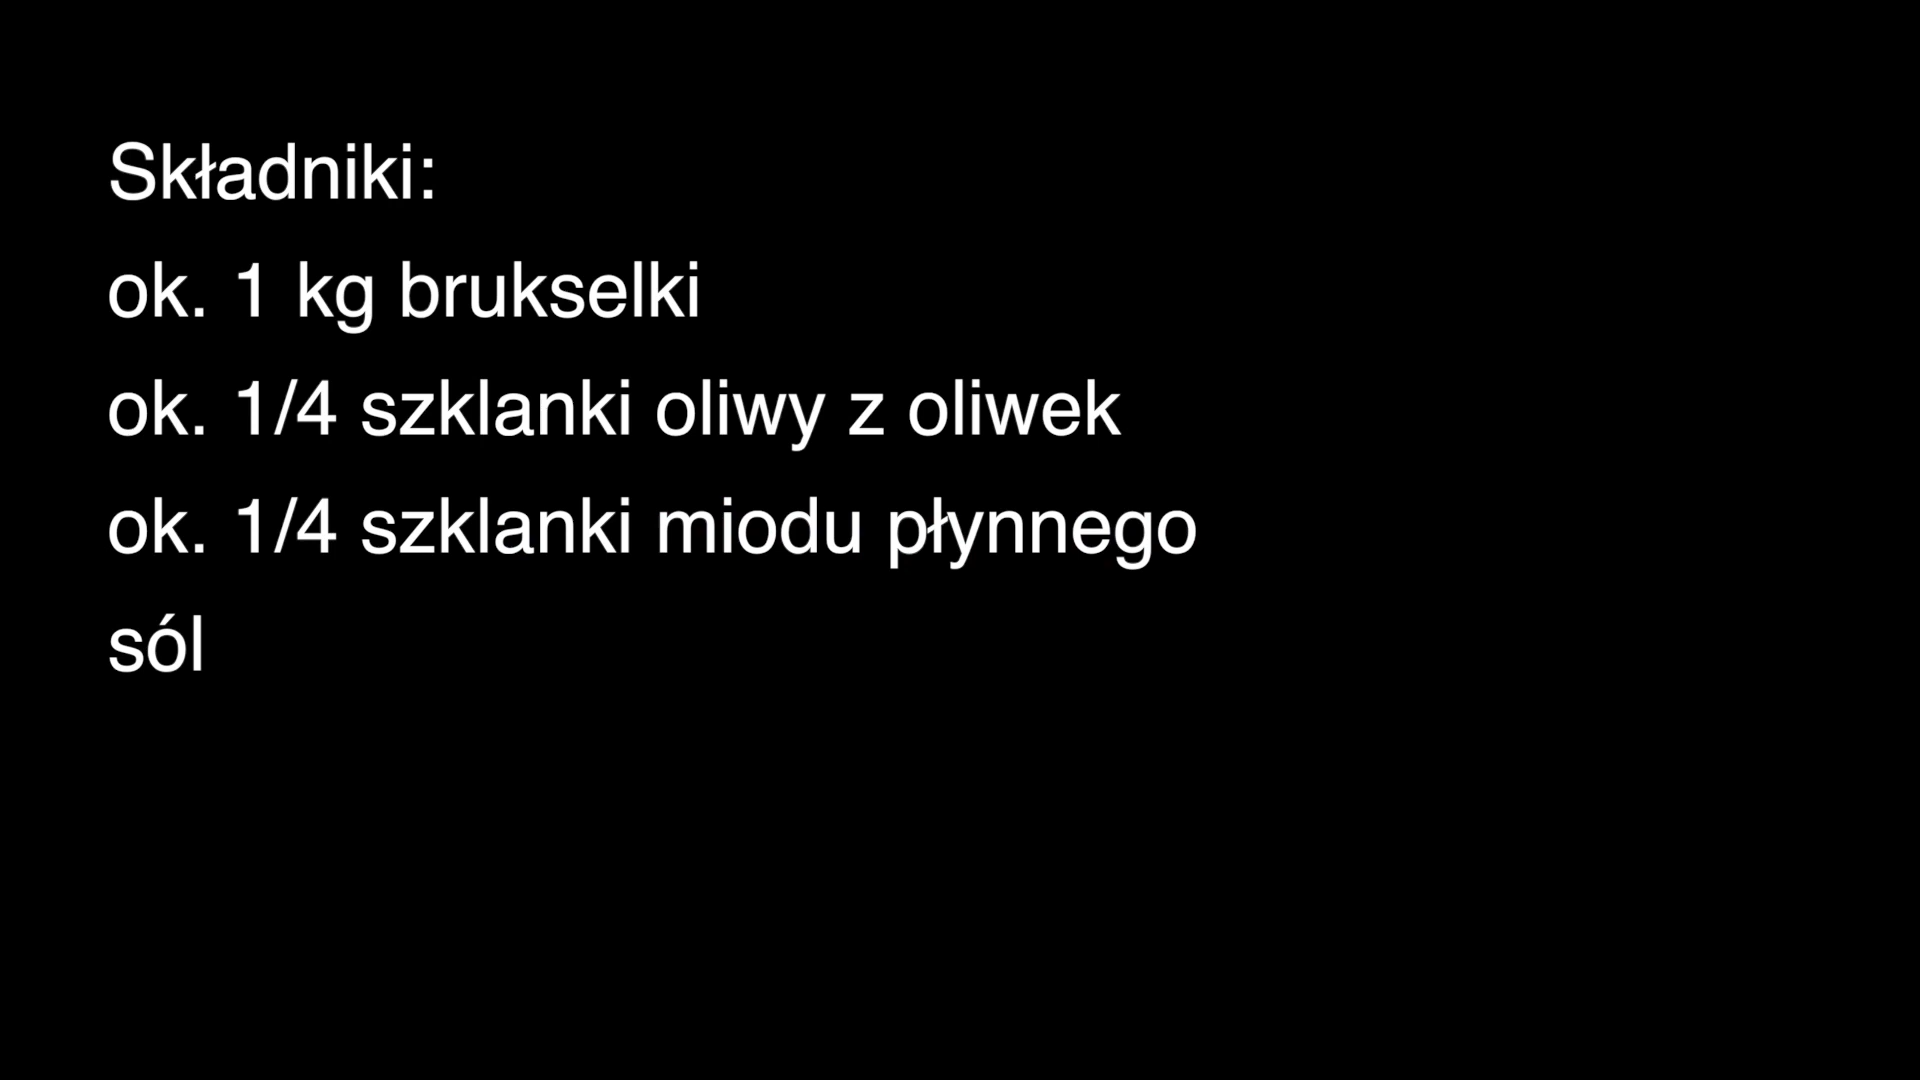 Składniki:
ok. 1 kg brukselki
ok. 1/4 szklanki oliwy z oliwek
ok. 1/4 szklanki miodu płynnego
sól